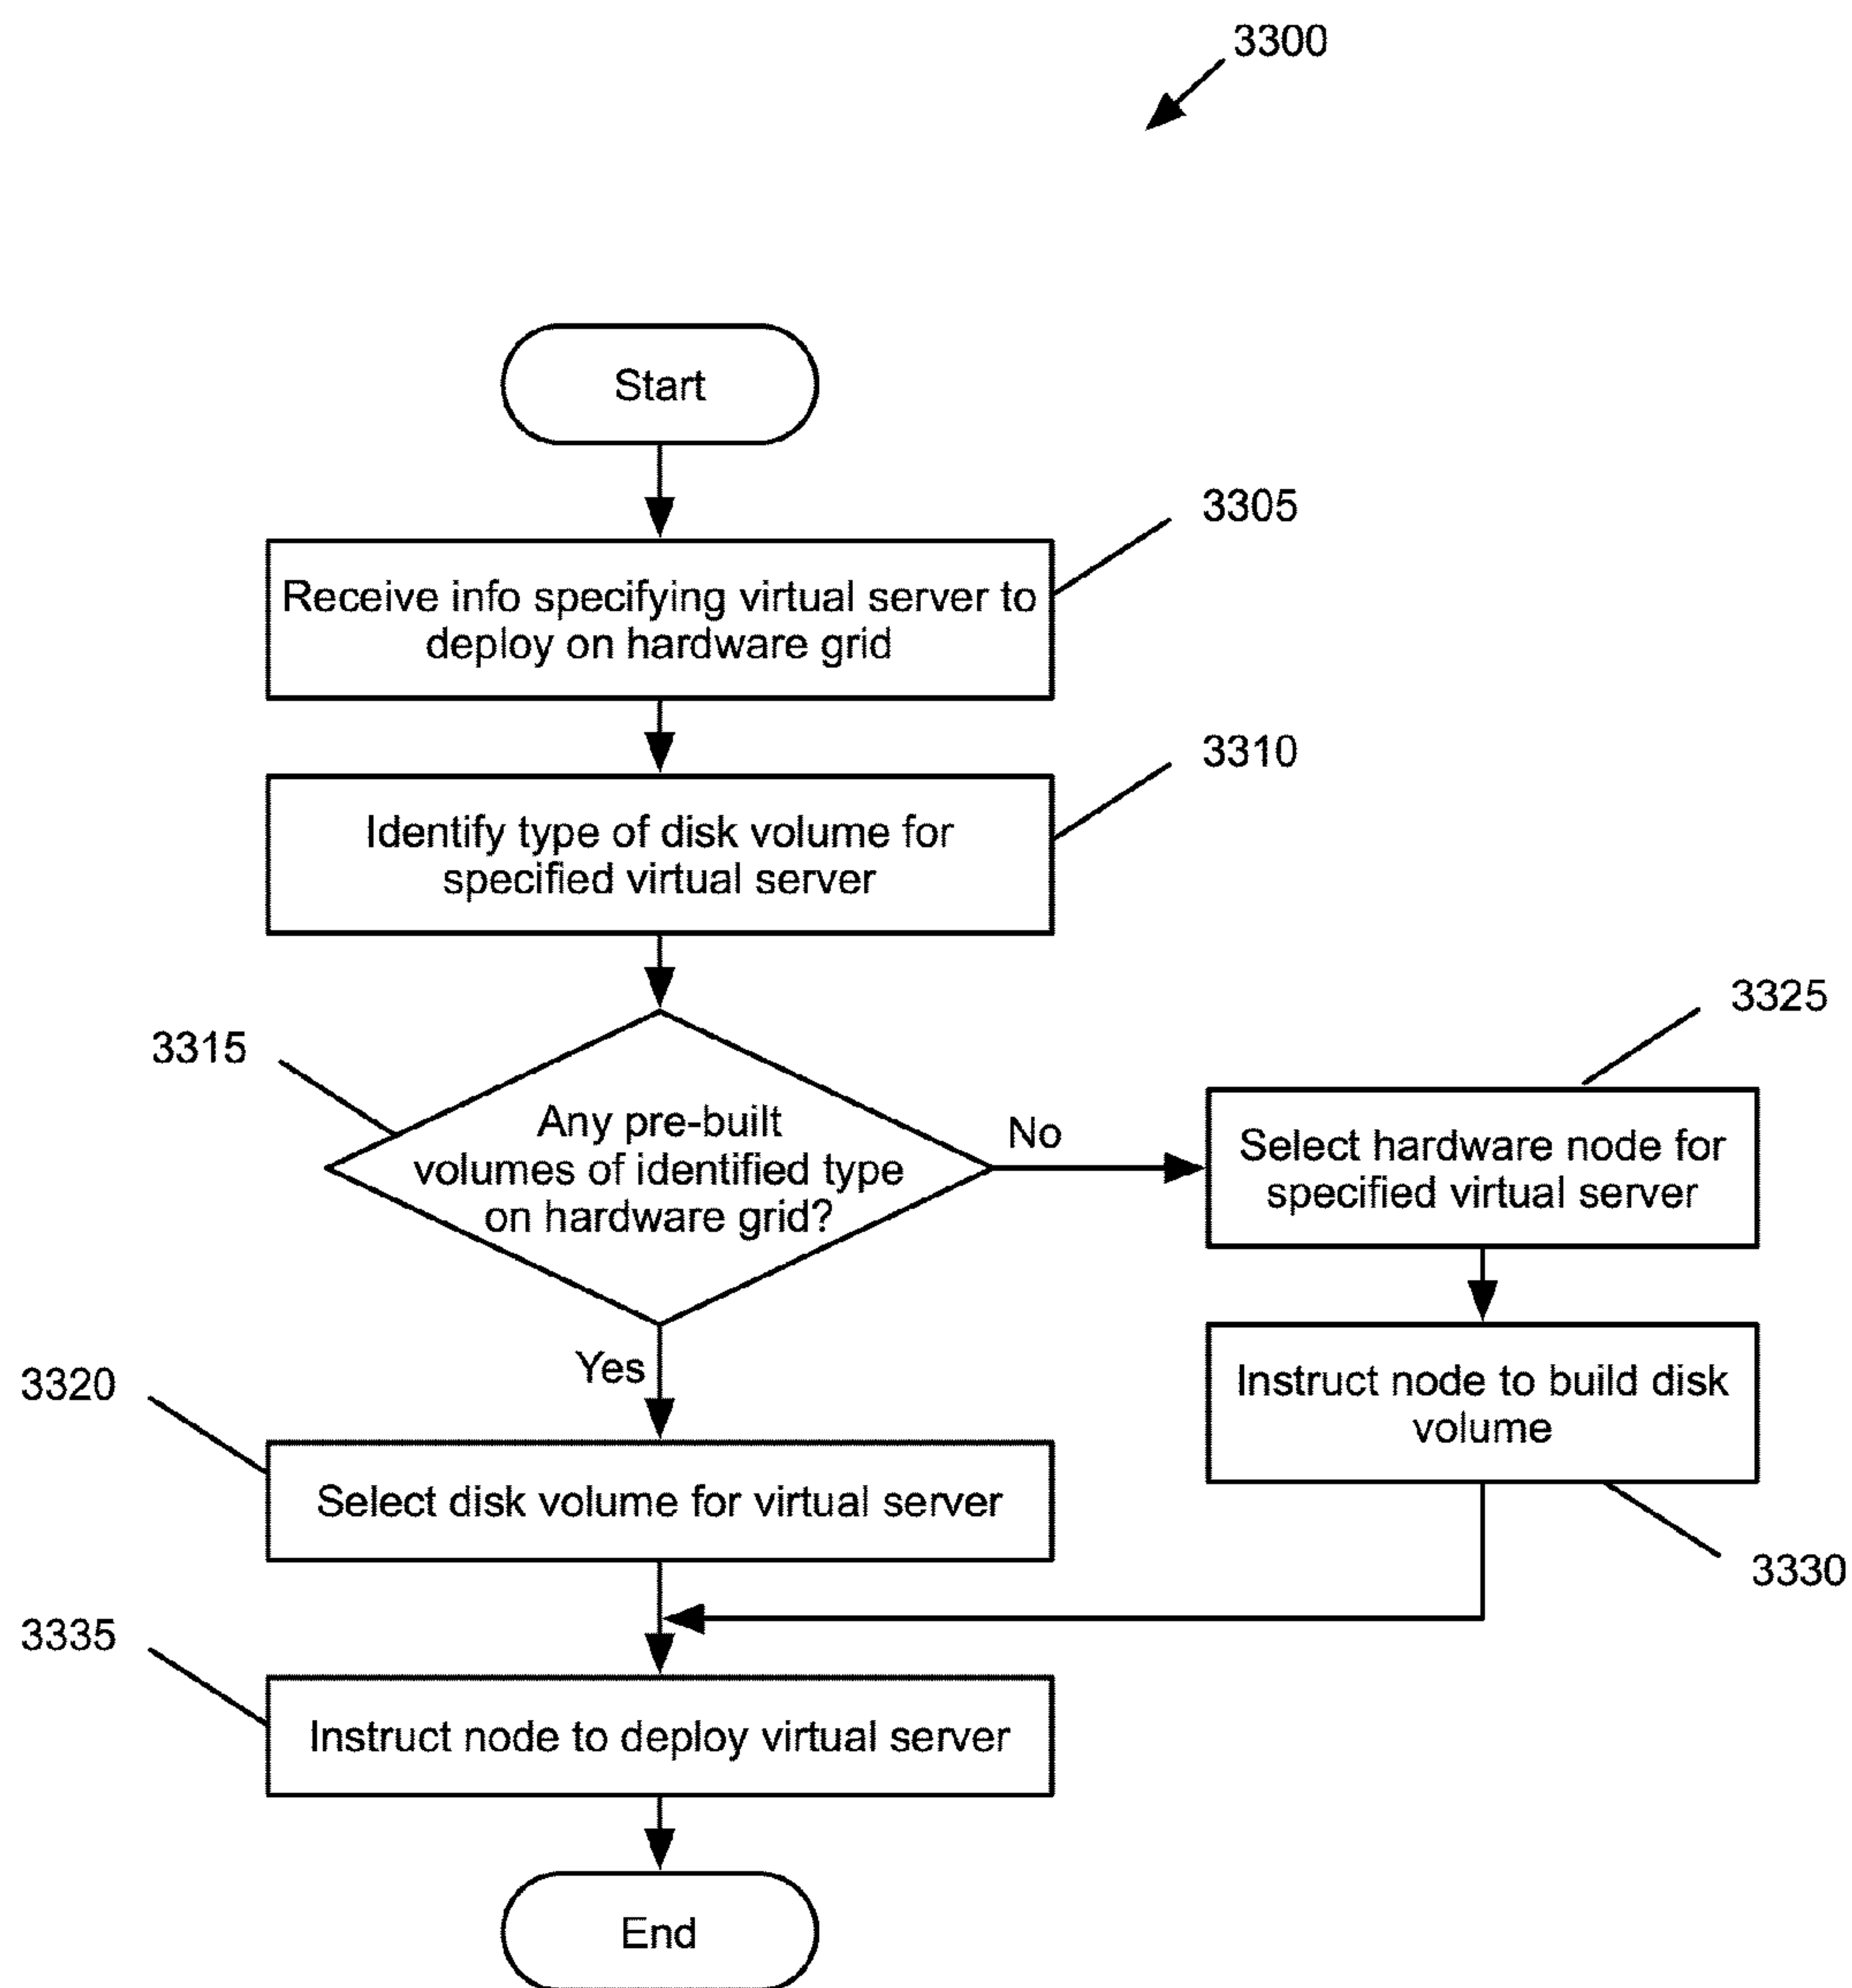 3300
Start
3305
Receive info specifying virtual server to
deploy on hardware grid
3310
Identify type of disk volume for
specified virtual server
3315
Any pre-built
volumes of identified type
on hardware grid?
No
3325
Select hardware node for
specified virtual server
Yes
3320
Select disk volume for virtual server
Instruct node to build disk
volume
3330
3335
Instruct node to deploy virtual server
End